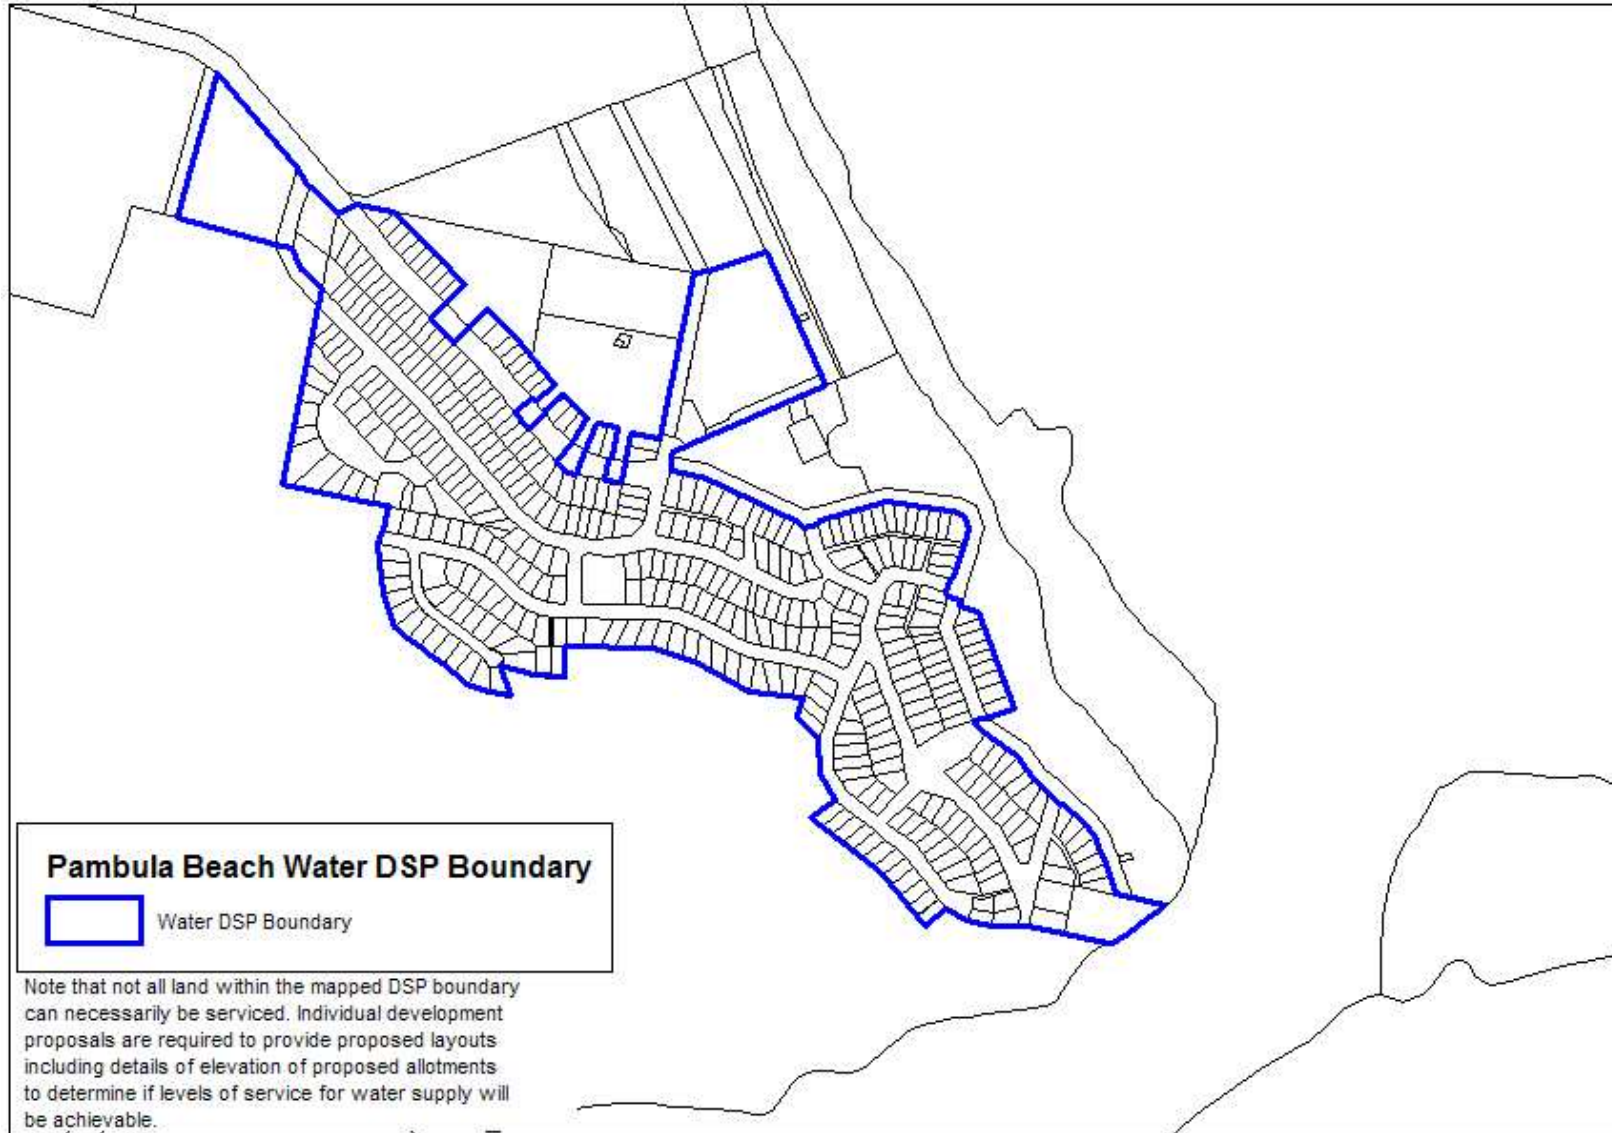 Pambula Beach Water DSP Boundary
Water DSP Boundary
Note that not all land within the mapped DSP boundary
can necessarily be serviced. Individual development
proposals are required to provide proposed layouts
including details of elevation of proposed allotments
to determine if levels of service for water supply will
be achievable.